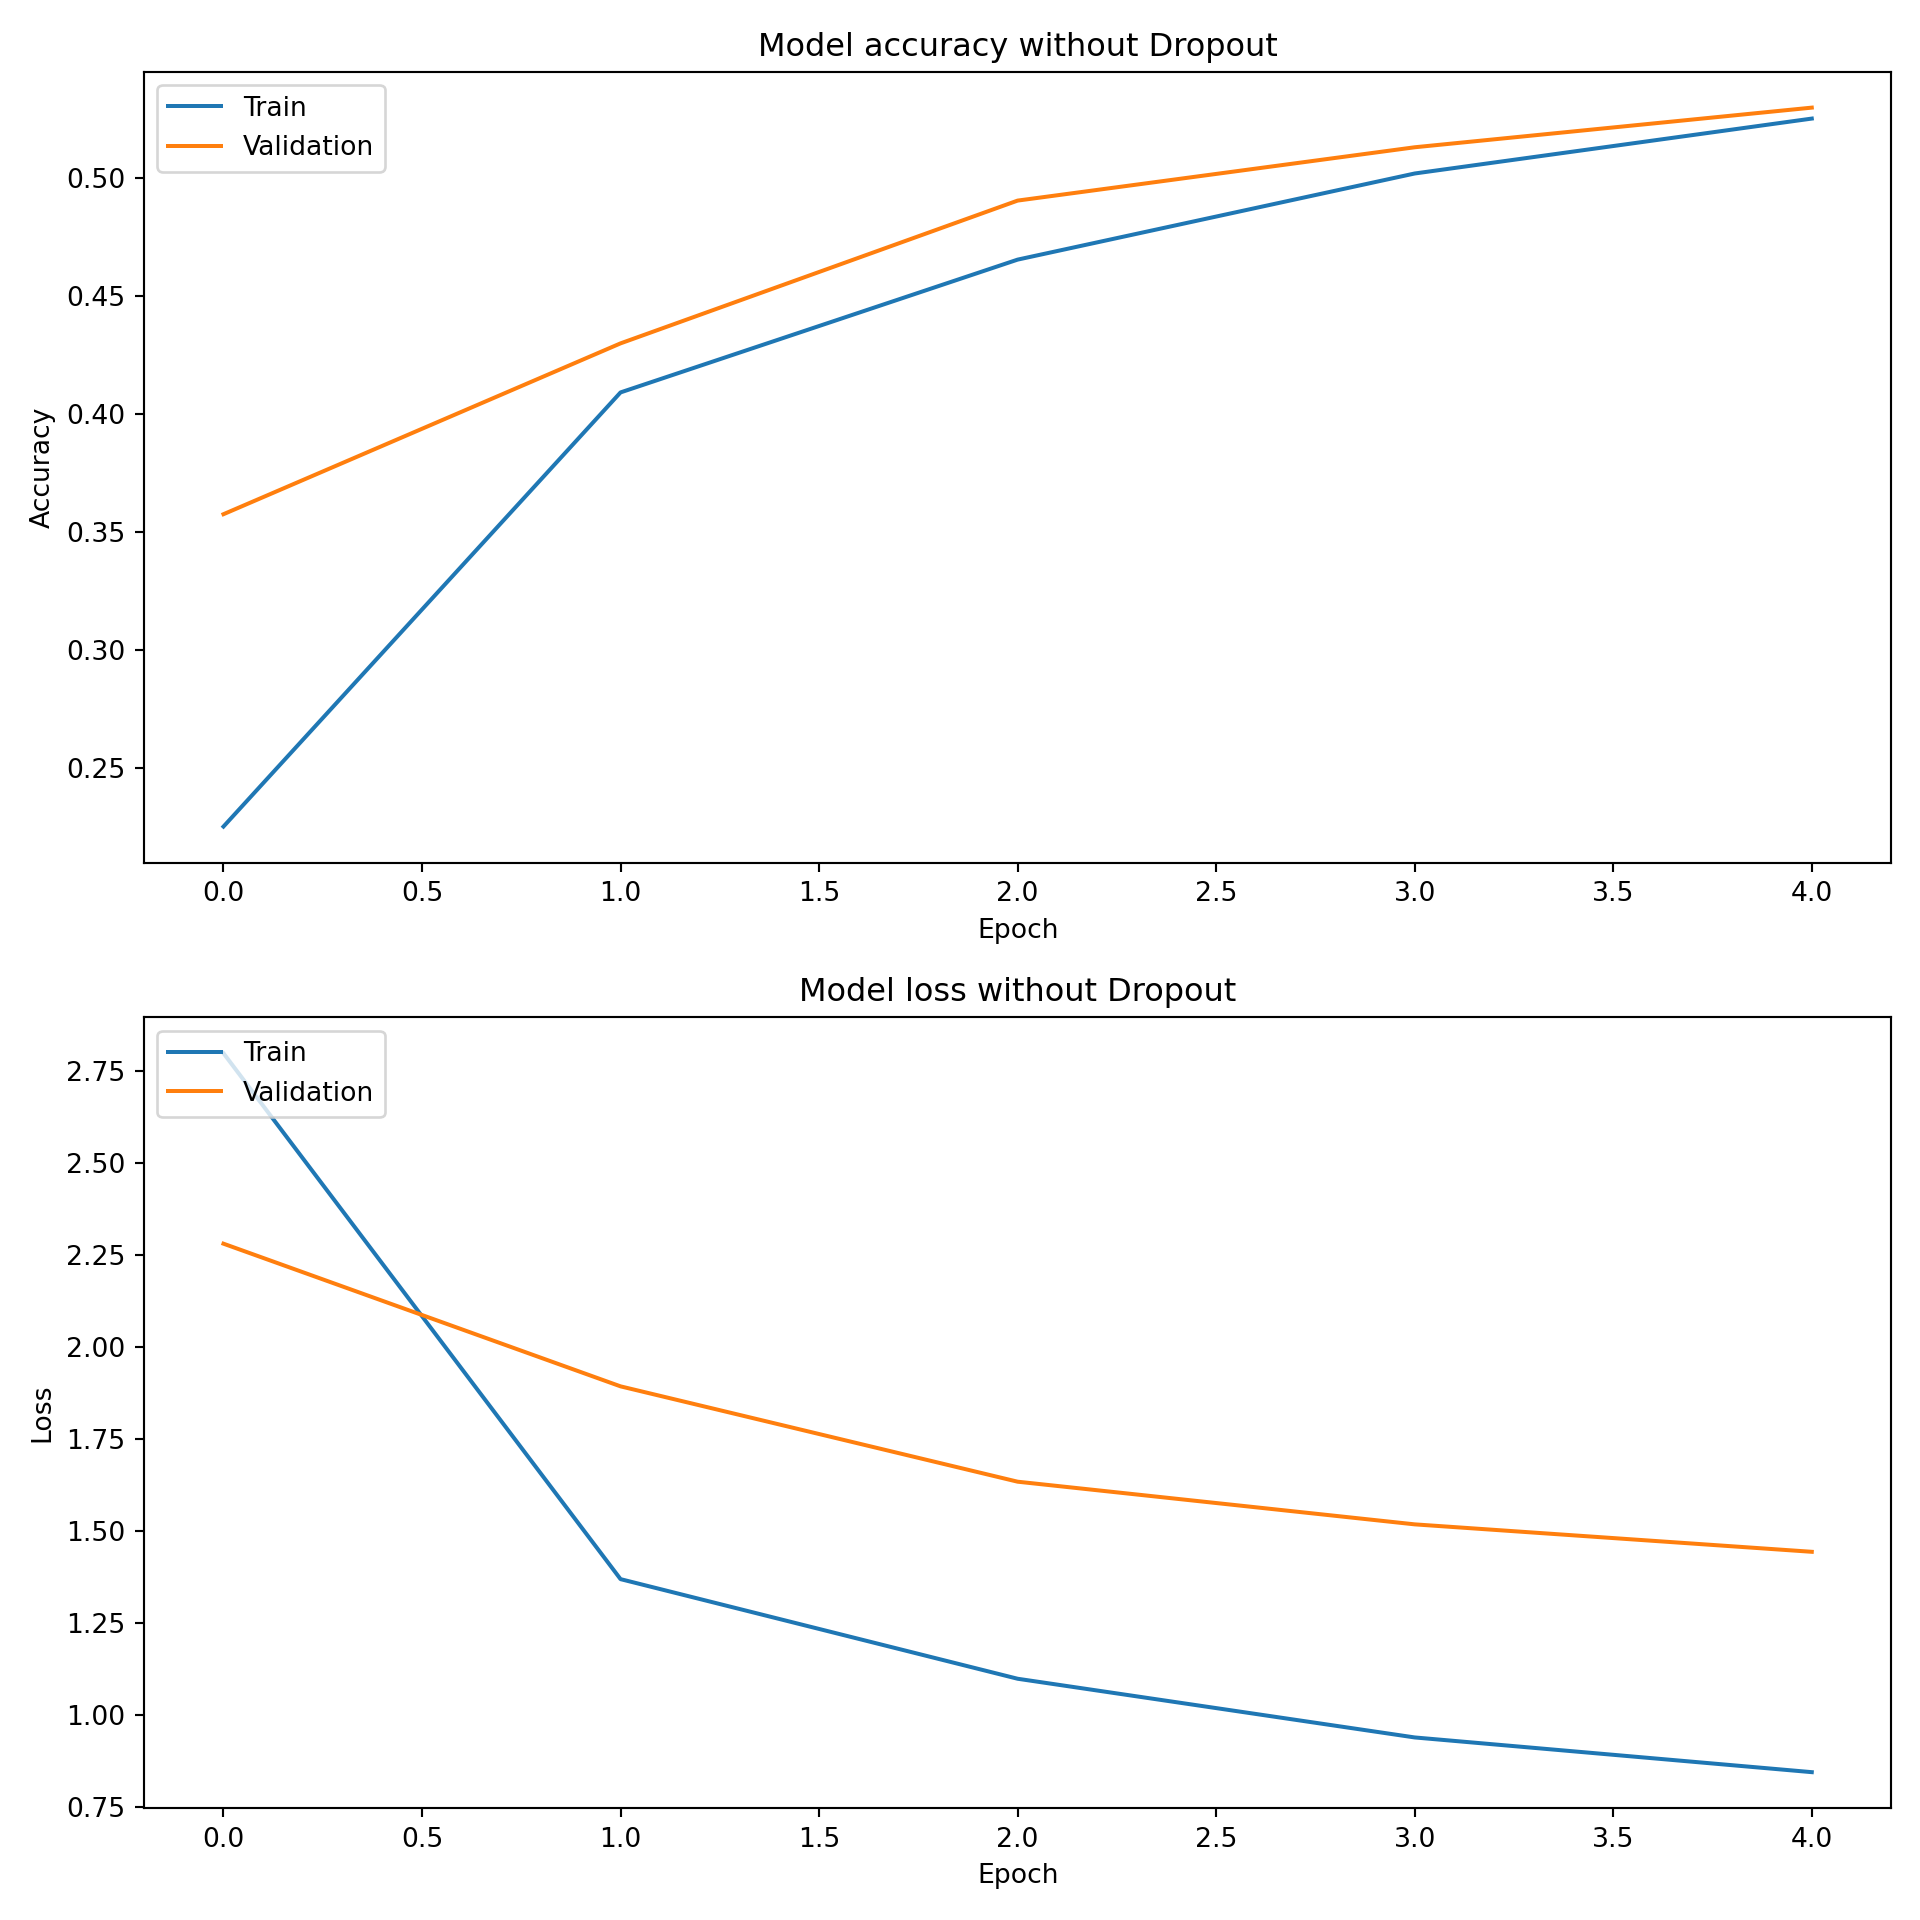 Model accuracy without Dropout
Train
Validation
0.50
0.45
0.40
0.35
0.30
0.25
Accuracy
0.0 0.5 1.0 1.5 2.0 2.5 3.0 3.5 4.0
Epoch
Model loss without Dropout
Train
Validation
2.75
2.50
2.25
2.00
1.75
1.50
1.25
1.00
0.75
Loss
0.0 0.5 1.0 1.5 2.0 2.5 3.0 3.5 4.0
Epoch